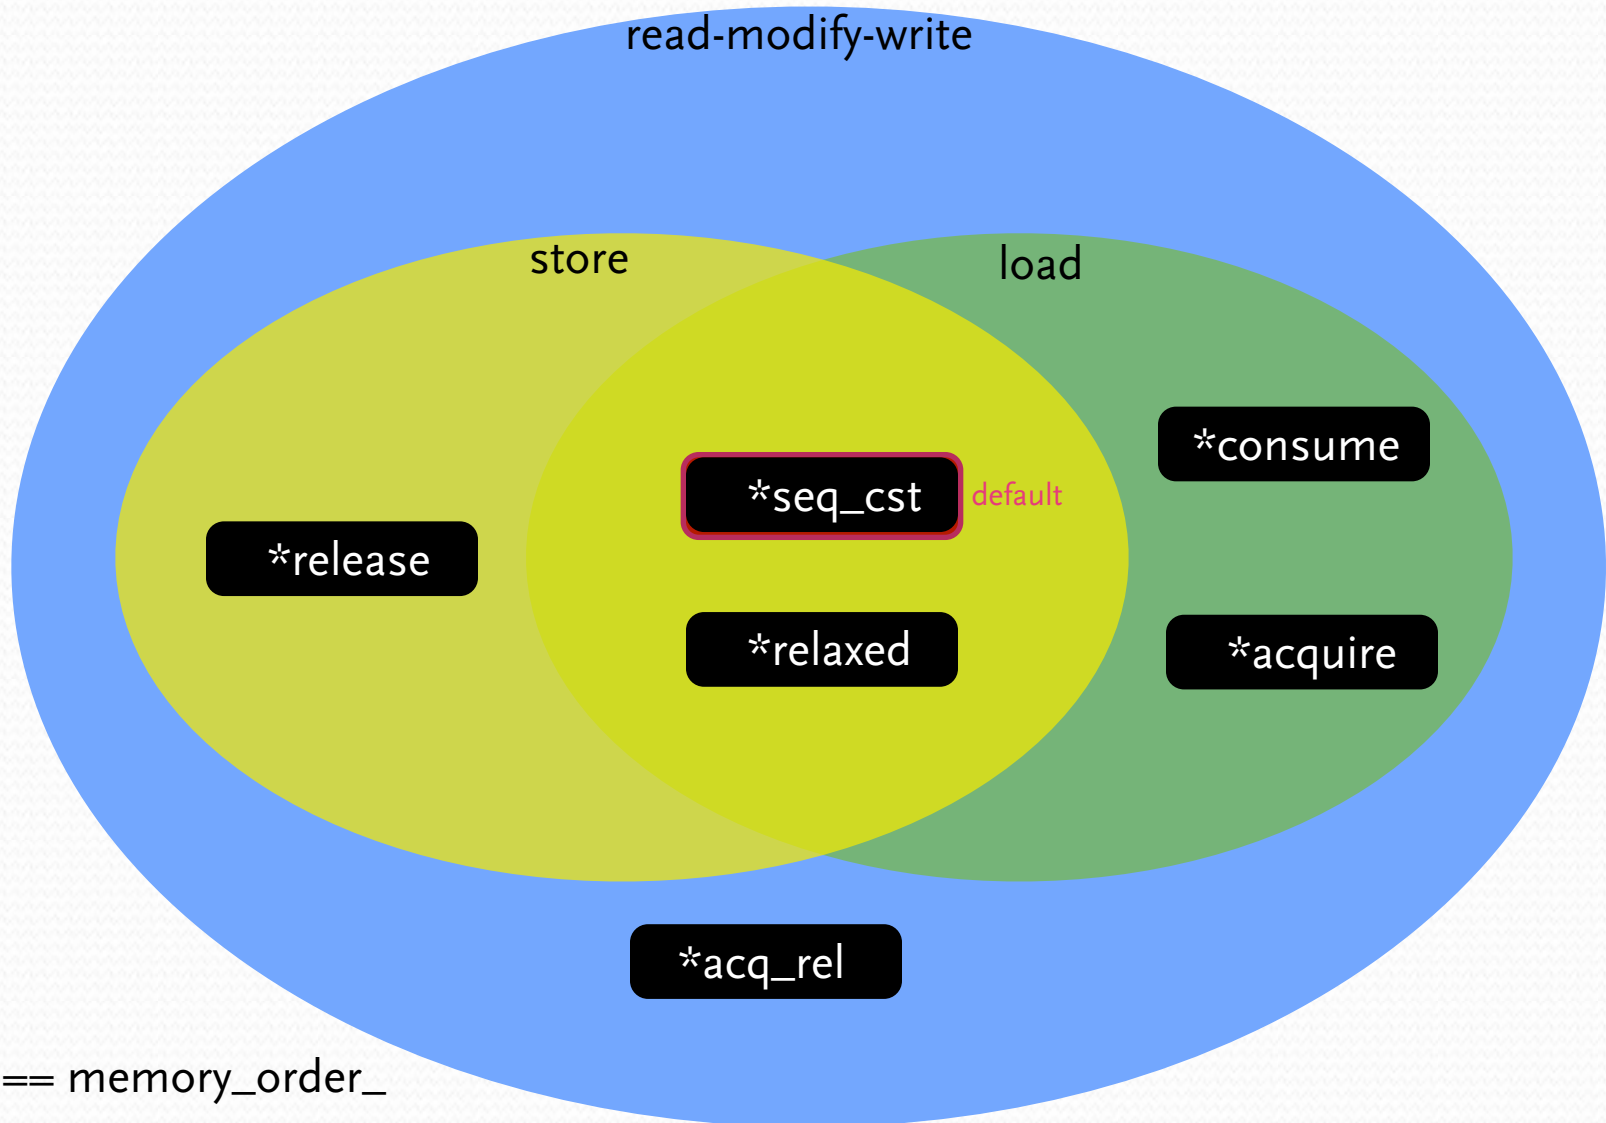 read-modify-write
store
load
*consume
*seq_cst default
*release
*relaxed
*acquire
*acq_rel
== memory_order_